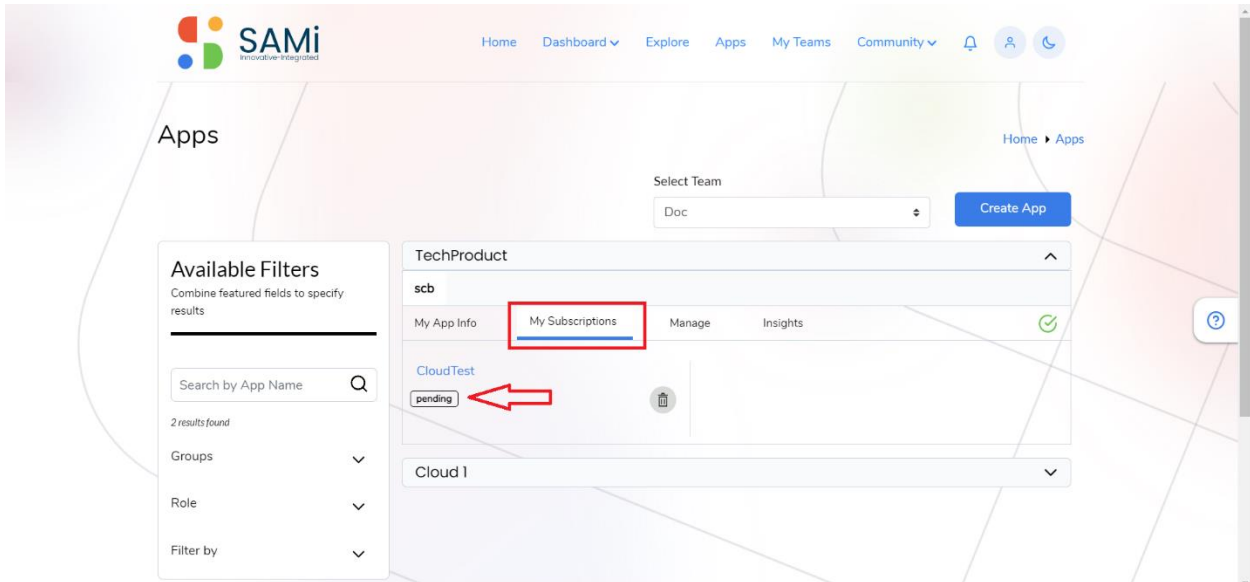 SAMi
Innovative-Integrated
Home Dashboard Explore Apps My Teams Community
Apps
Home Apps
Select Team
Doc
Create App
Available Filters
Combine featured fields to specify
results
Search by App Name
2 results found
Groups
Role
Filter by
TechProduct
scb
My App Info My Subscriptions Manage Insights
CloudTest
pending
Cloud 1